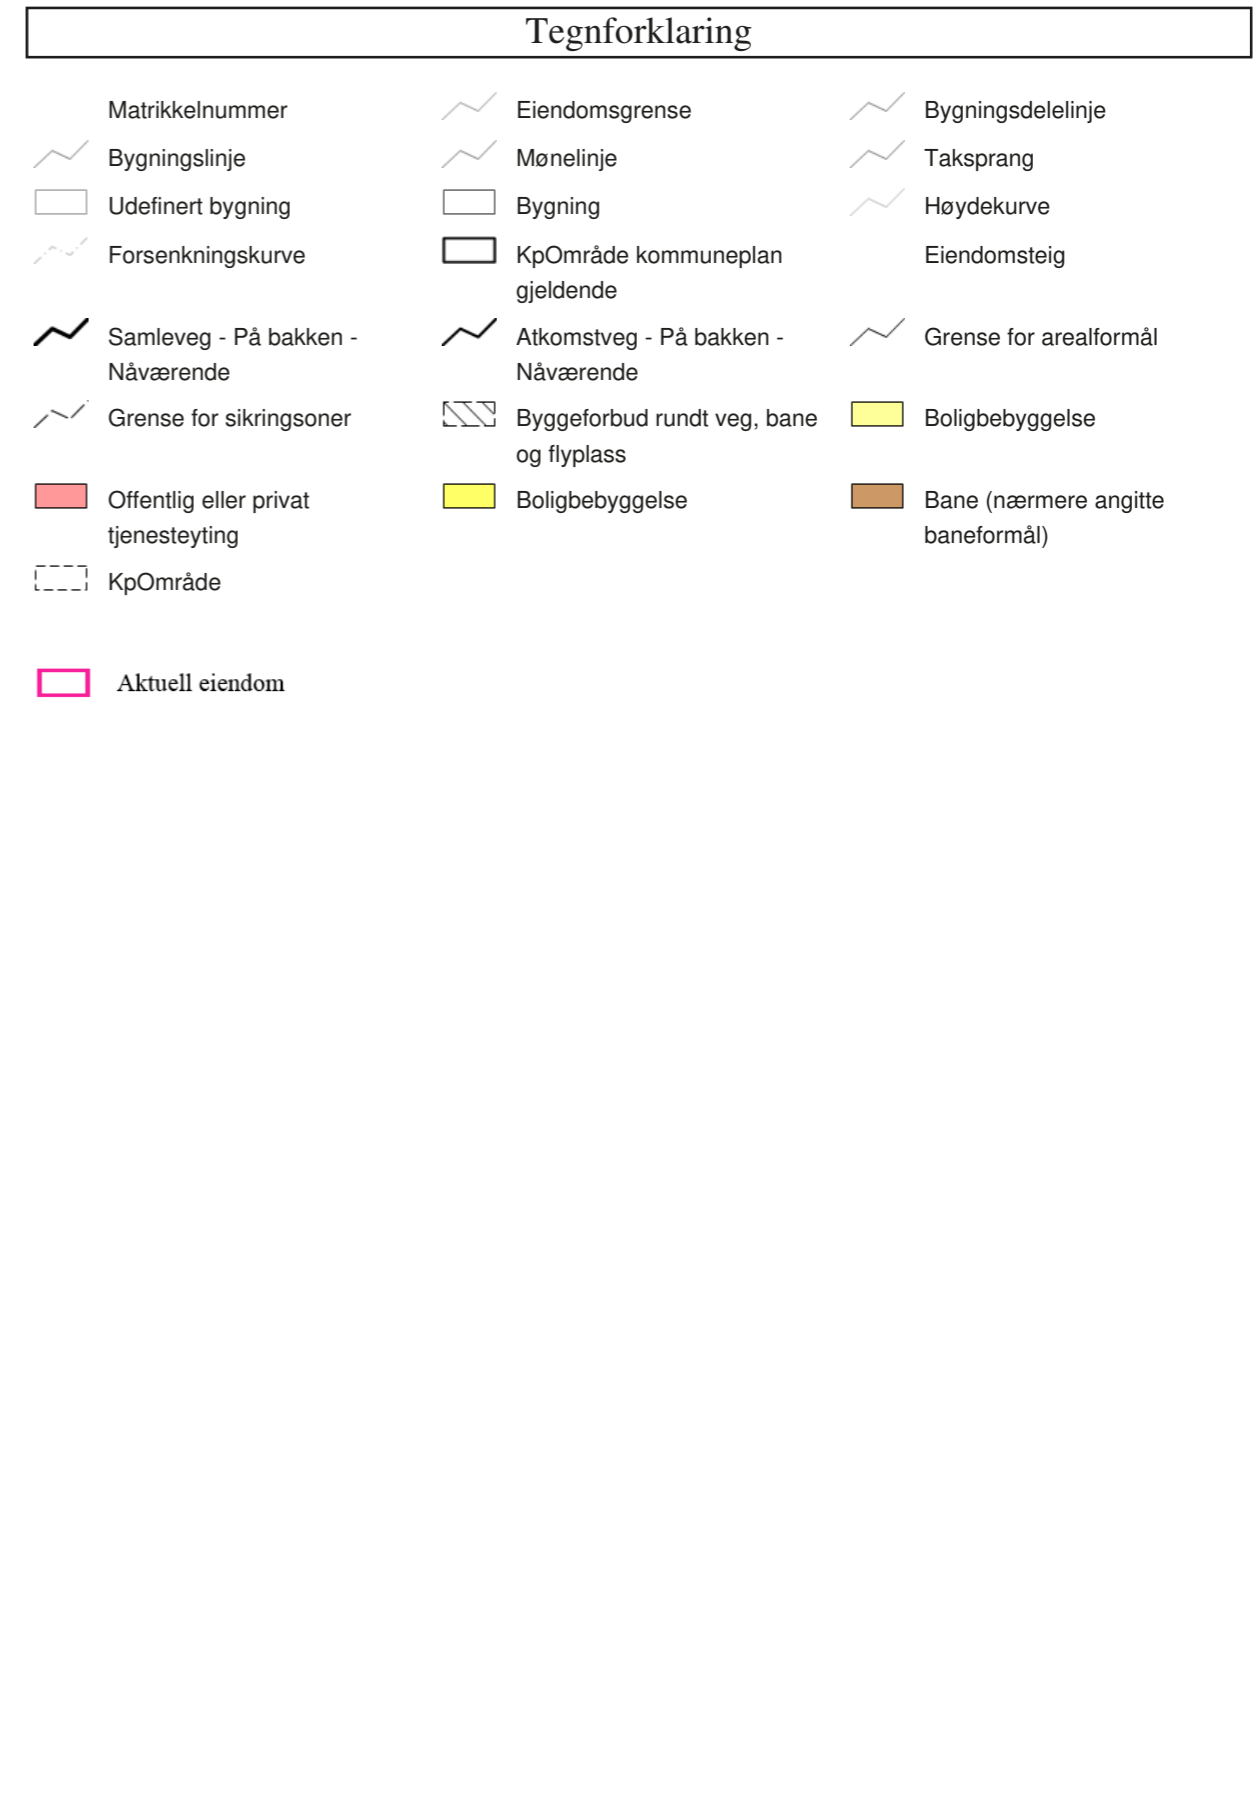 Tegnforklaring
Matrikkelnummer
Eiendomsgrense
Bygningsdelelinje
Bygningslinje
Mønelinje
Taksprang
Udefinert bygning
Bygning
Høydekurve
Forsenkningskurve
KpOmråde kommuneplan
gjeldende
Eiendomsteig
Samleveg - På bakken -
Nåværende
Atkomstveg - På bakken -
Nåværende
Grense for arealformål
Grense for sikringsoner
Byggeforbud rundt veg, bane
og flyplass
Boligbebyggelse
Offentlig eller privat
tjenesteyting
Boligbebyggelse
Bane (nærmere angitte
baneformål)
KpOmråde
Aktuell eiendom